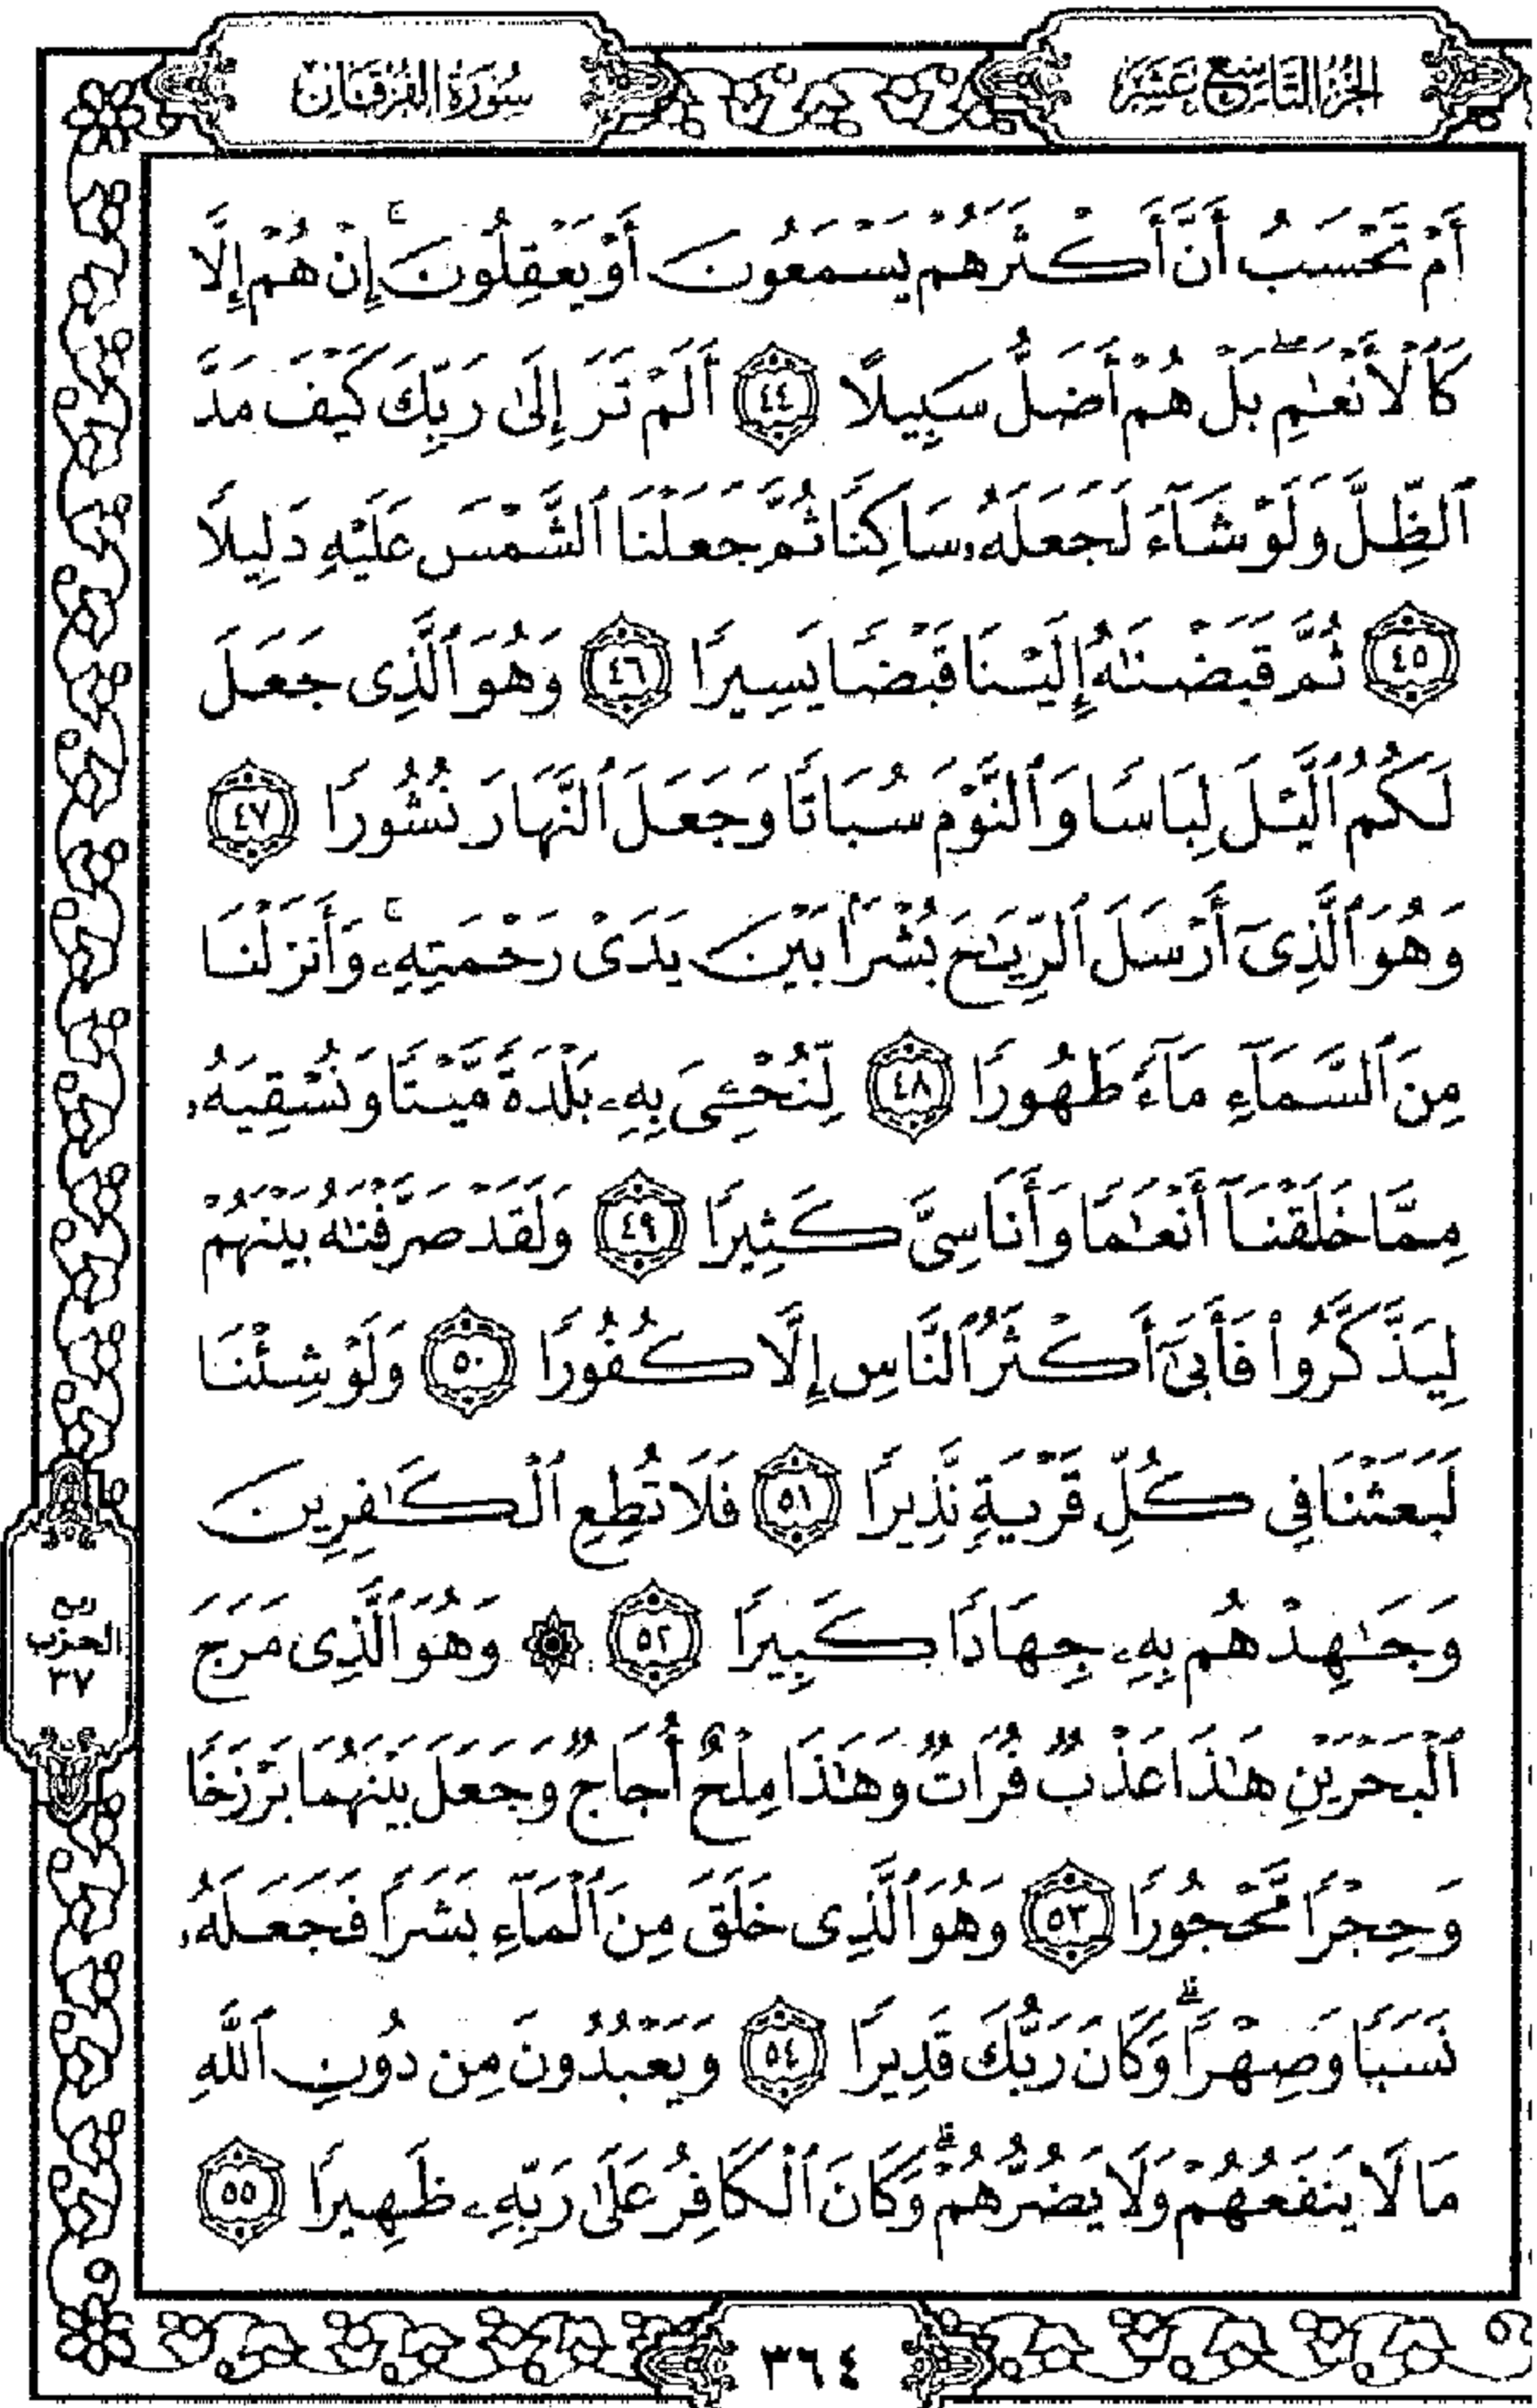 الجزء التاسع عشر
سورة الفرقان
أَمْ تَحْسَبُ أَنَّ أَكْثَرَهُمْ يَسْمَعُونَ أَوْ يَعْقِلُونَ ۚ إِنْ هُمْ إِلَّا
كَٱلْأَنْعَٰمِ ۖ بَلْ هُمْ أَضَلُّ سَبِيلًا ٤٤ أَلَمْ تَرَ إِلَىٰ رَبِّكَ كَيْفَ مَدَّ
ٱلظِّلَّ وَلَوْ شَآءَ لَجَعَلَهُۥ سَاكِنًا ثُمَّ جَعَلْنَا ٱلشَّمْسَ عَلَيْهِ دَلِيلًا
٤٥ ثُمَّ قَبَضْنَٰهُ إِلَيْنَا قَبْضًا يَسِيرًا ٤٦ وَهُوَ ٱلَّذِى جَعَلَ
لَكُمُ ٱلَّيْلَ لِبَاسًا وَٱلنَّوْمَ سُبَاتًا وَجَعَلَ ٱلنَّهَارَ نُشُورًا ٤٧
وَهُوَ ٱلَّذِىٓ أَرْسَلَ ٱلرِّيَٰحَ بُشْرًۢا بَيْنَ يَدَىْ رَحْمَتِهِۦ ۚ وَأَنزَلْنَا
مِنَ ٱلسَّمَآءِ مَآءً طَهُورًا ٤٨ لِّنُحْۦِىَ بِهِۦ بَلْدَةً مَّيْتًا وَنُسْقِيَهُۥ
مِمَّا خَلَقْنَآ أَنْعَٰمًا وَأَنَاسِىَّ كَثِيرًا ٤٩ وَلَقَدْ صَرَّفْنَٰهُ بَيْنَهُمْ
لِيَذَّكَّرُوا۟ فَأَبَىٰٓ أَكْثَرُ ٱلنَّاسِ إِلَّا كُفُورًا ٥٠ وَلَوْ شِئْنَا
لَبَعَثْنَا فِى كُلِّ قَرْيَةٍ نَّذِيرًا ٥١ فَلَا تُطِعِ ٱلْكَٰفِرِينَ
وَجَٰهِدْهُم بِهِۦ جِهَادًا كَبِيرًا ٥٢ ۞ وَهُوَ ٱلَّذِى مَرَجَ
ٱلْبَحْرَيْنِ هَٰذَا عَذْبٌ فُرَاتٌ وَهَٰذَا مِلْحٌ أُجَاجٌ وَجَعَلَ بَيْنَهُمَا بَرْزَخًا
وَحِجْرًا مَّحْجُورًا ٥٣ وَهُوَ ٱلَّذِى خَلَقَ مِنَ ٱلْمَآءِ بَشَرًا فَجَعَلَهُۥ
نَسَبًا وَصِهْرًا ۗ وَكَانَ رَبُّكَ قَدِيرًا ٥٤ وَيَعْبُدُونَ مِن دُونِ ٱللَّهِ
مَا لَا يَنفَعُهُمْ وَلَا يَضُرُّهُمْ ۗ وَكَانَ ٱلْكَافِرُ عَلَىٰ رَبِّهِۦ ظَهِيرًا ٥٥
ربع
الحزب
٣٧
٣٦٤